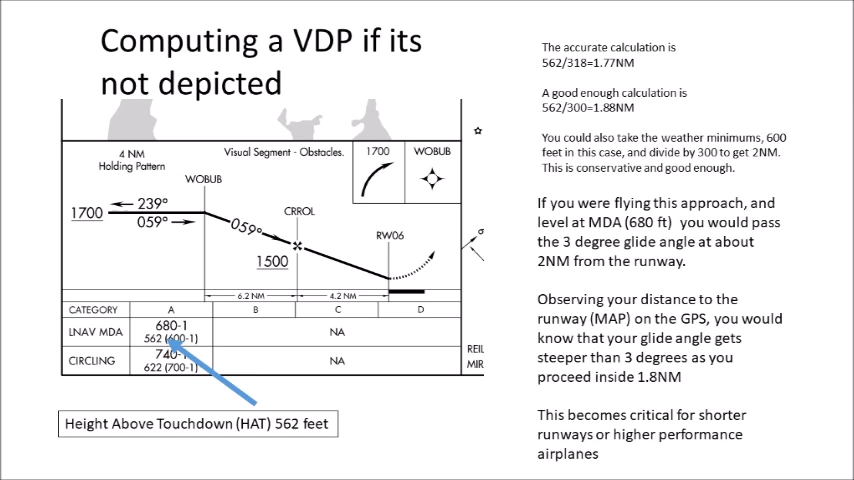 Computing a VDP if its
not depicted
The accurate calculation is
562/318=1.77NM
A good enough calculation is
562/300=1.88NM
You could also take the weather minimums, 600
feet in this case, and divide by 300 to get 2NM.
This is conservative and good enough.
If you were flying this approach, and
level at MDA (680 ft) you would pass
the 3 degree glide angle at about
2NM from the runway.
Observing your distance to the
runway (MAP) on the GPS, you would
know that your glide angle gets
steeper than 3 degrees as you
proceed inside 1.8NM
This becomes critical for shorter
runways or higher performance
airplanes
4 NM
Holding Pattern
Visual Segment - Obstacles.
1700
WOBUB
WOBUB
1700
239°
059°
059°
CRROL
1500
RW06
6.2 NM
4.2 NM
CATEGORY A B C D
LNAV MDA 680-1 NA
562 (600-1)
CIRCLING 740-1 NA
622 (700-1)
REIL
MIR
Height Above Touchdown (HAT) 562 feet